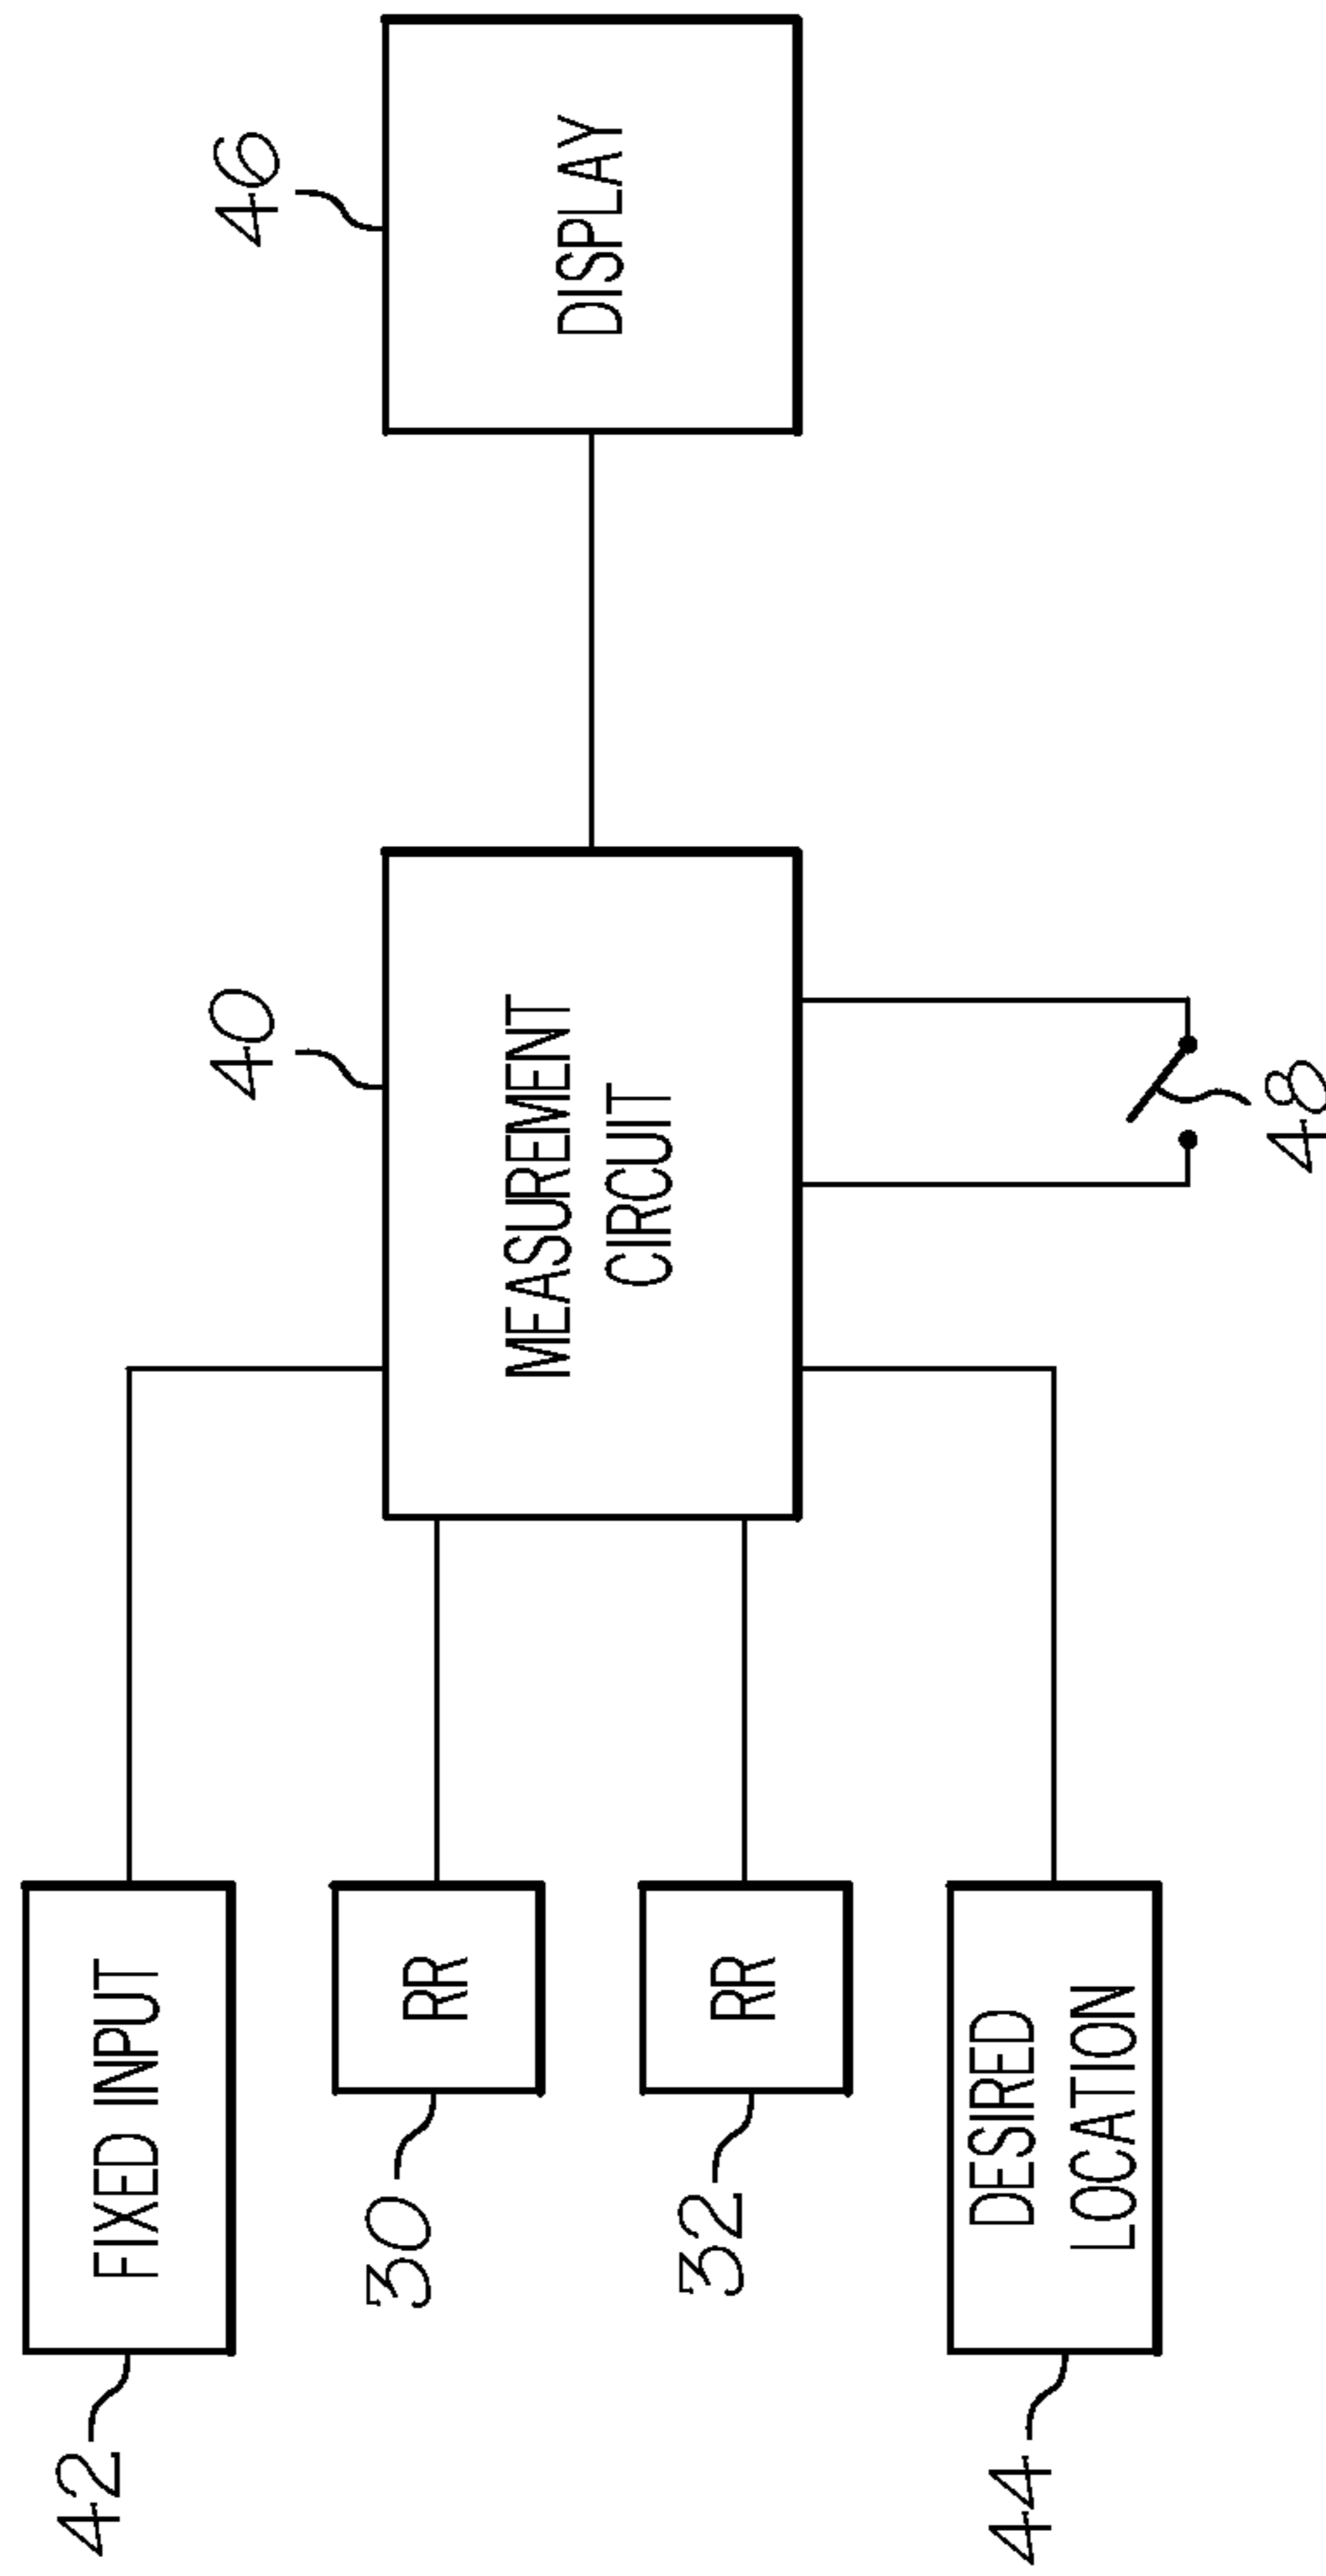 42
FIXED INPUT
30
RR
32
RR
44
DESIRED
LOCATION
40
MEASUREMENT
CIRCUIT
48
46
DISPLAY